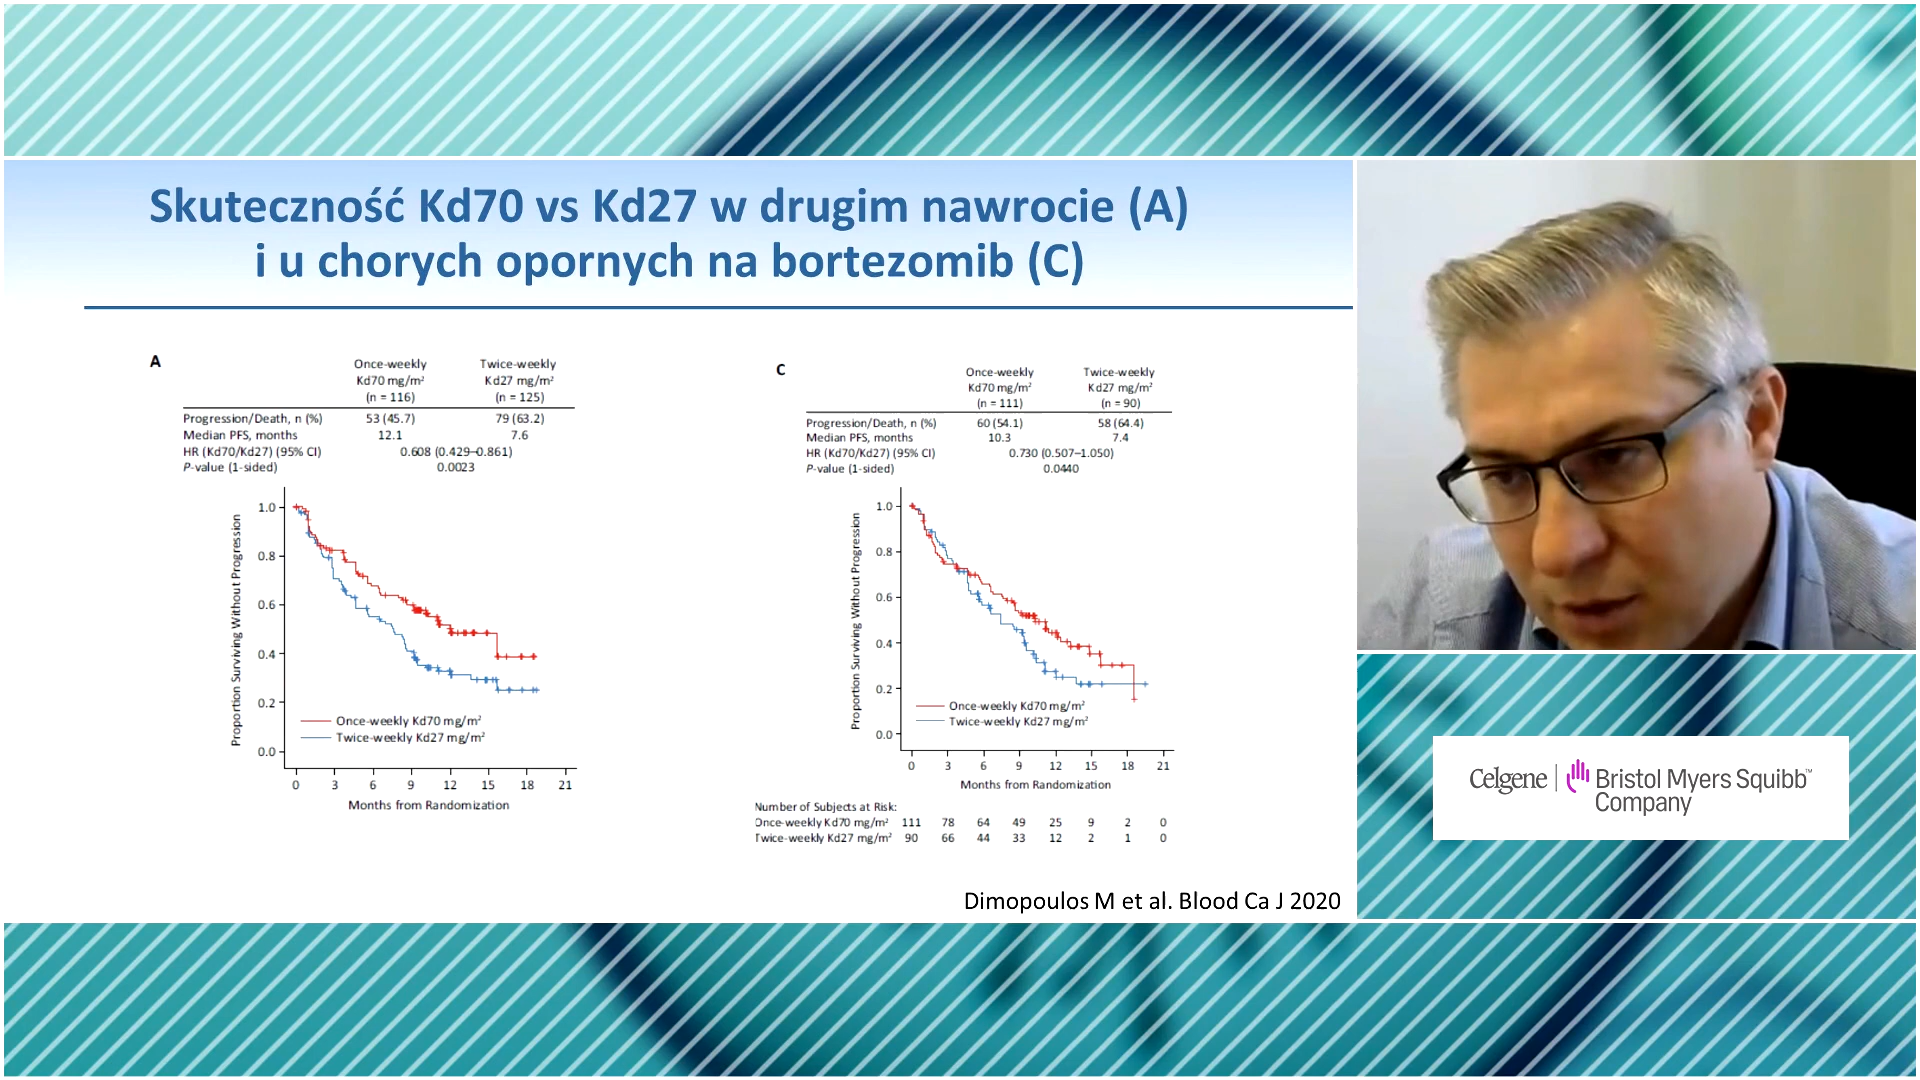 Skuteczność Kd70 vs Kd27 w drugim nawrocie (A)
i u chorych opornych na bortezomib (C)
A
Once-weekly Twice-weekly
Kd70 mg/m² Kd27 mg/m²
(n = 116) (n = 125)
Progression/Death, n (%) 53 (45.7) 79 (63.2)
Median PFS, months 12.1 7.6
HR (Kd70/Kd27) (95% CI) 0.608 (0.429–0.861)
P-value (1-sided) 0.0023
Proportion Surviving Without Progression
1.0
0.8
0.6
0.4
0.2
0.0
Once-weekly Kd70 mg/m²
Twice-weekly Kd27 mg/m²
0 3 6 9 12 15 18 21
Months from Randomization
C
Once-weekly Twice-weekly
Kd70 mg/m² Kd27 mg/m²
(n = 111) (n = 90)
Progression/Death, n (%) 60 (54.1) 58 (64.4)
Median PFS, months 10.3 7.4
HR (Kd70/Kd27) (95% CI) 0.730 (0.507–1.050)
P-value (1-sided) 0.0440
Proportion Surviving Without Progression
1.0
0.8
0.6
0.4
0.2
0.0
Once-weekly Kd70 mg/m²
Twice-weekly Kd27 mg/m²
0 3 6 9 12 15 18 21
Months from Randomization
Number of Subjects at Risk:
Once-weekly Kd70 mg/m² 111 78 64 49 25 9 2 0
Twice-weekly Kd27 mg/m² 90 66 44 33 12 2 1 0
Dimopoulos M et al. Blood Ca J 2020
Celgene | Bristol Myers Squibb™
Company